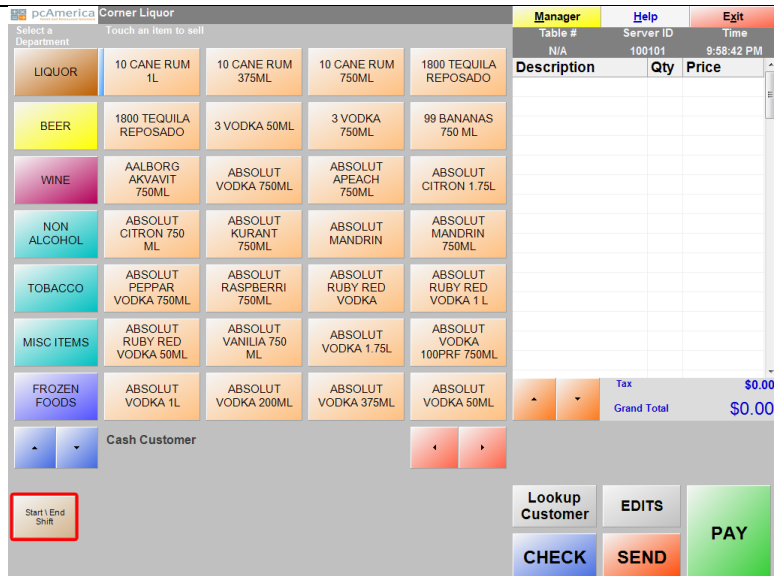 pcAmerica Corner Liquor
Select a
Department
Touch an item to sell
LIQUOR
10 CANE RUM
1L
10 CANE RUM
375ML
10 CANE RUM
750ML
1800 TEQUILA
REPOSADO
BEER
1800 TEQUILA
REPOSADO
3 VODKA 50ML
3 VODKA
750ML
99 BANANAS
750 ML
WINE
AALBORG
AKVAVIT
750ML
ABSOLUT
VODKA 750ML
ABSOLUT
APEACH
750ML
ABSOLUT
CITRON 1.75L
NON
ALCOHOL
ABSOLUT
CITRON 750
ML
ABSOLUT
KURANT
750ML
ABSOLUT
MANDRIN
ABSOLUT
MANDRIN
750ML
TOBACCO
ABSOLUT
PEPPAR
VODKA 750ML
ABSOLUT
RASPBERRI
750ML
ABSOLUT
RUBY RED
VODKA
ABSOLUT
RUBY RED
VODKA 1 L
MISC ITEMS
ABSOLUT
RUBY RED
VODKA 50ML
ABSOLUT
VANILIA 750
ML
ABSOLUT
VODKA 1.75L
ABSOLUT
VODKA
100PRF 750ML
FROZEN
FOODS
ABSOLUT
VODKA 1L
ABSOLUT
VODKA 200ML
ABSOLUT
VODKA 375ML
ABSOLUT
VODKA 50ML
Cash Customer
Start \ End
Shift
Manager
Help
Exit
Table #
Server ID
Time
N/A
100101
9:58:42 PM
Description Qty Price
Tax $0.00
Grand Total $0.00
Lookup
Customer
EDITS
PAY
CHECK
SEND